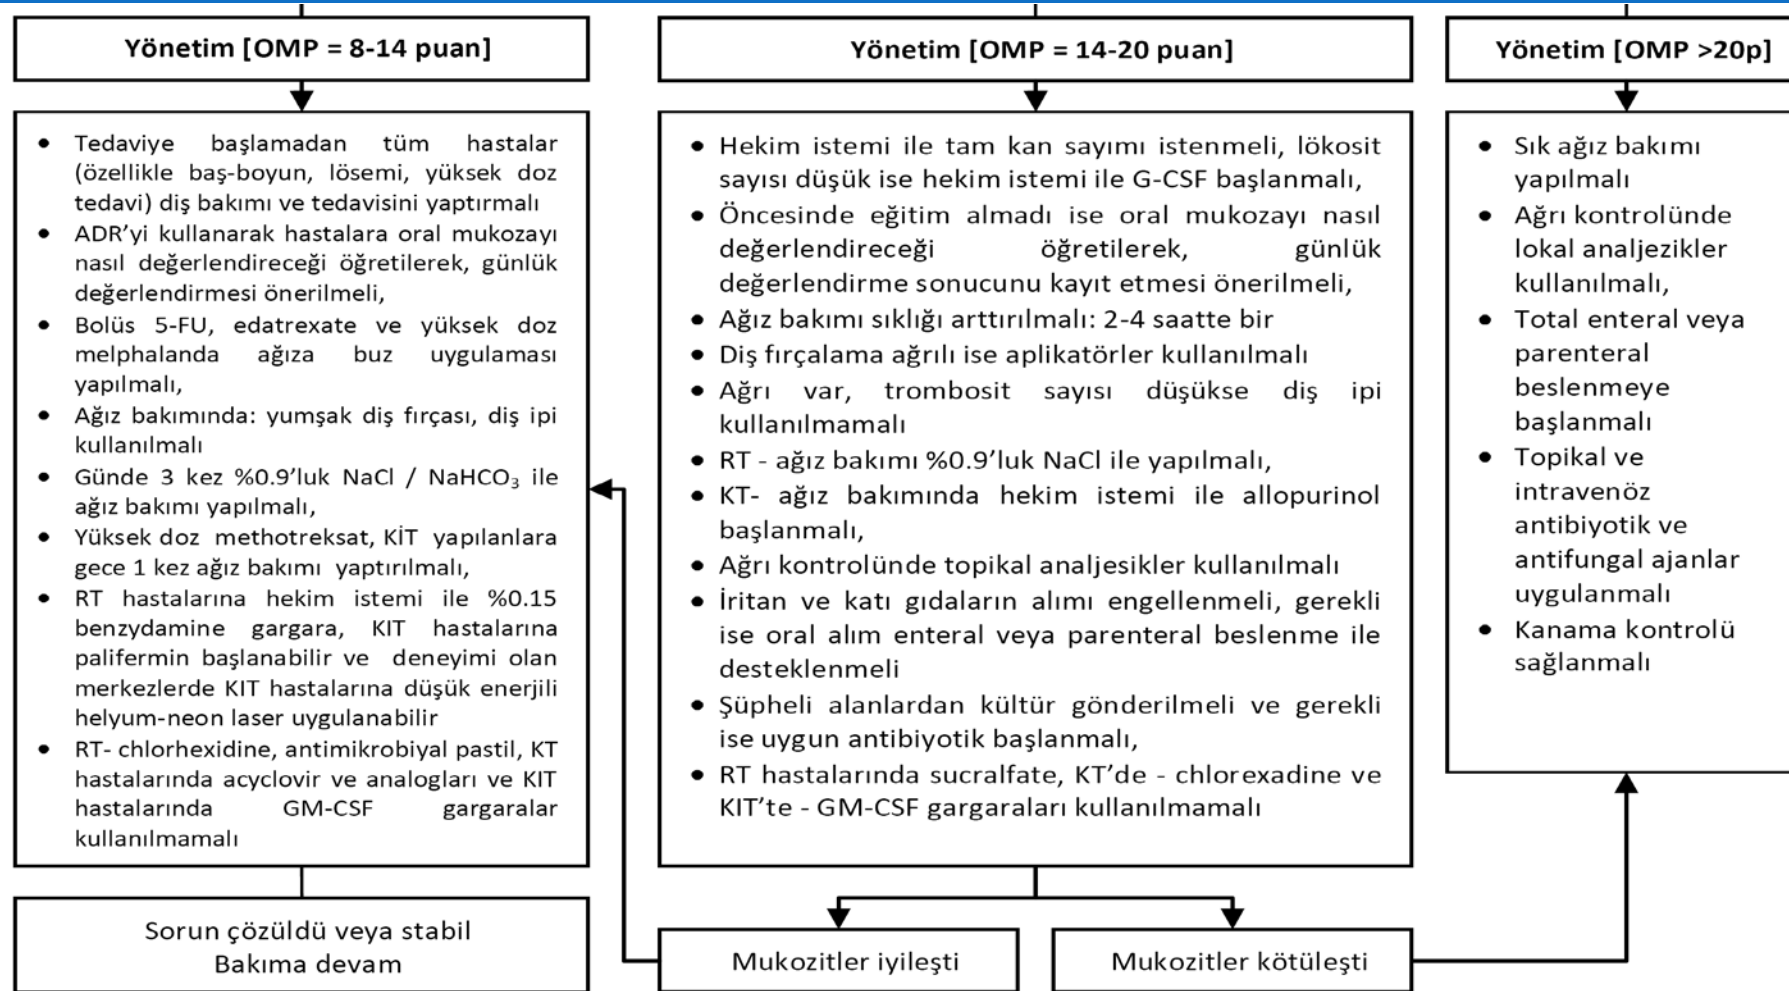 Yönetim [OMP = 8-14 puan]
Tedaviye başlamadan tüm hastalar
(özellikle baş-boyun, lösemi, yüksek doz
tedavi) diş bakımı ve tedavisini yaptırmalı
ADR’yi kullanarak hastalara oral mukozayı
nasıl değerlendireceği öğretilerek, günlük
değerlendirmesi önerilmeli,
Bolüs 5-FU, edatrexate ve yüksek doz
melphalanda ağıza buz uygulaması
yapılmalı,
Ağız bakımında: yumşak diş fırçası, diş ipi
kullanılmalı
Günde 3 kez %0.9’luk NaCl / NaHCO₃ ile
ağız bakımı yapılmalı,
Yüksek doz methotreksat, KİT yapılanlara
gece 1 kez ağız bakımı yaptırılmalı,
RT hastalarına hekim istemi ile %0.15
benzydamine gargara, KIT hastalarına
palifermin başlanabilir ve deneyimi olan
merkezlerde KIT hastalarına düşük enerjili
helyum-neon laser uygulanabilir
RT- chlorhexidine, antimikrobiyal pastil, KT
hastalarında acyclovir ve analogları ve KIT
hastalarında GM-CSF gargaralar
kullanılmamalı
Sorun çözüldü veya stabil
Bakıma devam
Yönetim [OMP = 14-20 puan]
Hekim istemi ile tam kan sayımı istenmeli, lökosit
sayısı düşük ise hekim istemi ile G-CSF başlanmalı,
Öncesinde eğitim almadı ise oral mukozayı nasıl
değerlendireceği öğretilerek, günlük
değerlendirme sonucunu kayıt etmesi önerilmeli,
Ağız bakımı sıklığı arttırılmalı: 2-4 saatte bir
Diş fırçalama ağrılı ise aplikatörler kullanılmalı
Ağrı var, trombosit sayısı düşükse diş ipi
kullanılmamalı
RT - ağız bakımı %0.9’luk NaCl ile yapılmalı,
KT- ağız bakımında hekim istemi ile allopurinol
başlanmalı,
Ağrı kontrolünde topikal analjesikler kullanılmalı
İritan ve katı gıdaların alımı engellenmeli, gerekli
ise oral alım enteral veya parenteral beslenme ile
desteklenmeli
Şüpheli alanlardan kültür gönderilmeli ve gerekli
ise uygun antibiyotik başlanmalı,
RT hastalarında sucralfate, KT’de - chlorexadine ve
KIT’te - GM-CSF gargaraları kullanılmamalı
Mukozitler iyileşti
Mukozitler kötüleşti
Yönetim [OMP >20p]
Sık ağız bakımı
yapılmalı
Ağrı kontrolünde
lokal analjezikler
kullanılmalı,
Total enteral veya
parenteral
beslenmeye
başlanmalı
Topikal ve
intravenöz
antibiyotik ve
antifungal ajanlar
uygulanmalı
Kanama kontrolü
sağlanmalı